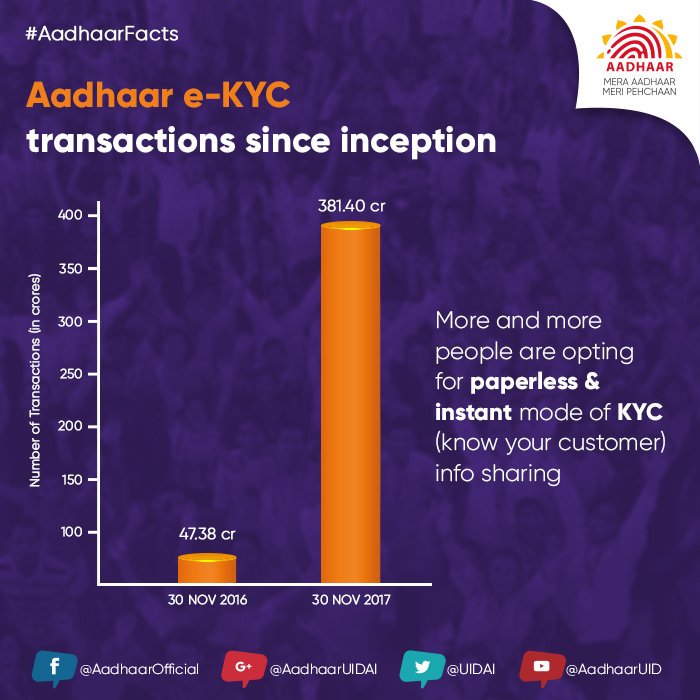 #AadhaarFacts
AADHAAR
MERA AADHAAR
MERI PEHCHAAN
Aadhaar e-KYC
transactions since inception
Number of Transactions (in crores)
400
350
300
250
200
150
100
381.40 cr
47.38 cr
30 NOV 2016
30 NOV 2017
More and more
people are opting
for paperless &
instant mode of KYC
(know your customer)
info sharing
f @AadhaarOfficial
G+ @AadhaarUIDAI
@UIDAI
@AadhaarUID